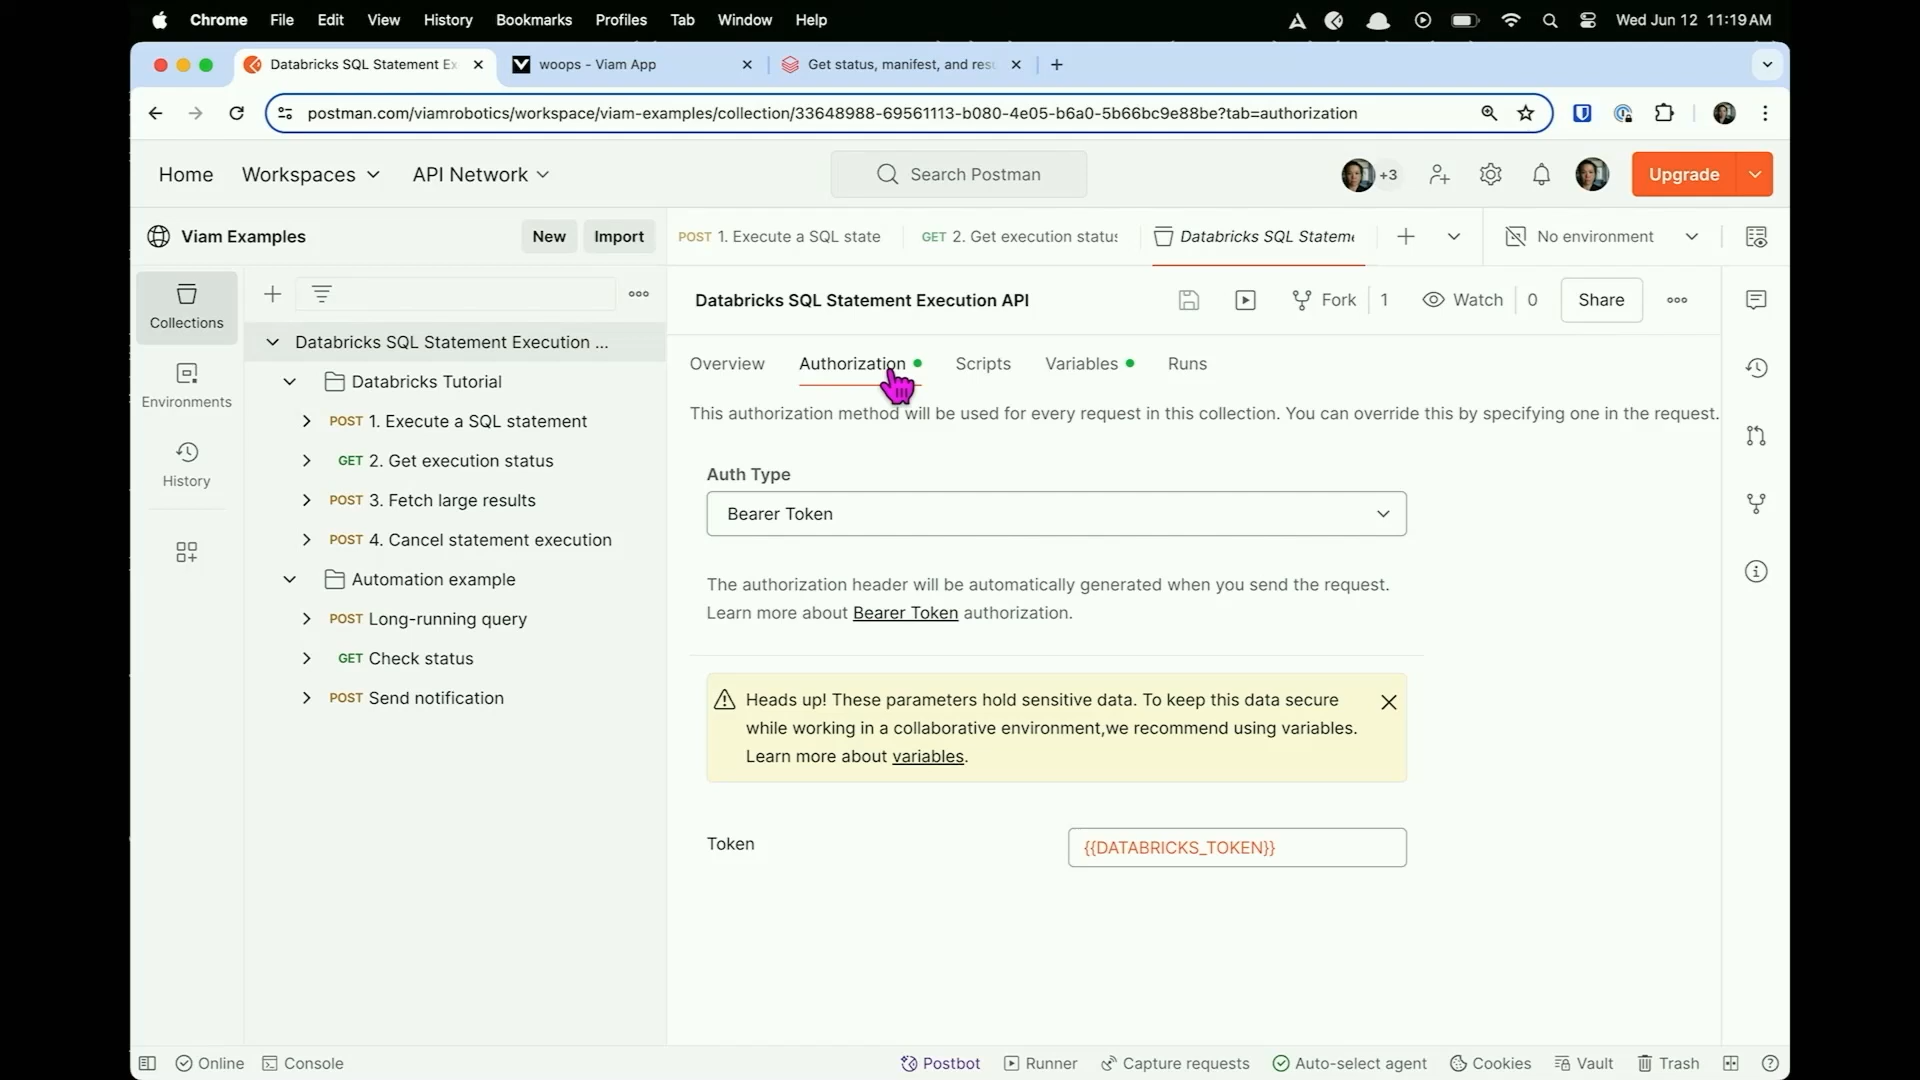 Chrome File Edit View History Bookmarks Profiles Tab Window Help Wed Jun 12 11:19 AM
Databricks SQL Statement Ex woops - Viam App Get status, manifest, and res
postman.com/viamrobotics/workspace/viam-examples/collection/33648988-69561113-b080-4e05-b6a0-5b66bc9e88be?tab=authorization
Home Workspaces API Network Search Postman +3 Upgrade
Viam Examples New Import POST 1. Execute a SQL state GET 2. Get execution status Databricks SQL Stateme No environment
Collections
Environments
History
Databricks SQL Statement Execution ...
Databricks Tutorial
POST 1. Execute a SQL statement
GET 2. Get execution status
POST 3. Fetch large results
POST 4. Cancel statement execution
Automation example
POST Long-running query
GET Check status
POST Send notification
Databricks SQL Statement Execution API Fork 1 Watch 0 Share
Overview Authorization Scripts Variables Runs
This authorization method will be used for every request in this collection. You can override this by specifying one in the request.
Auth Type
Bearer Token
The authorization header will be automatically generated when you send the request.
Learn more about Bearer Token authorization.
Heads up! These parameters hold sensitive data. To keep this data secure
while working in a collaborative environment,we recommend using variables.
Learn more about variables.
Token {{DATABRICKS_TOKEN}}
Online Console Postbot Runner Capture requests Auto-select agent Cookies Vault Trash